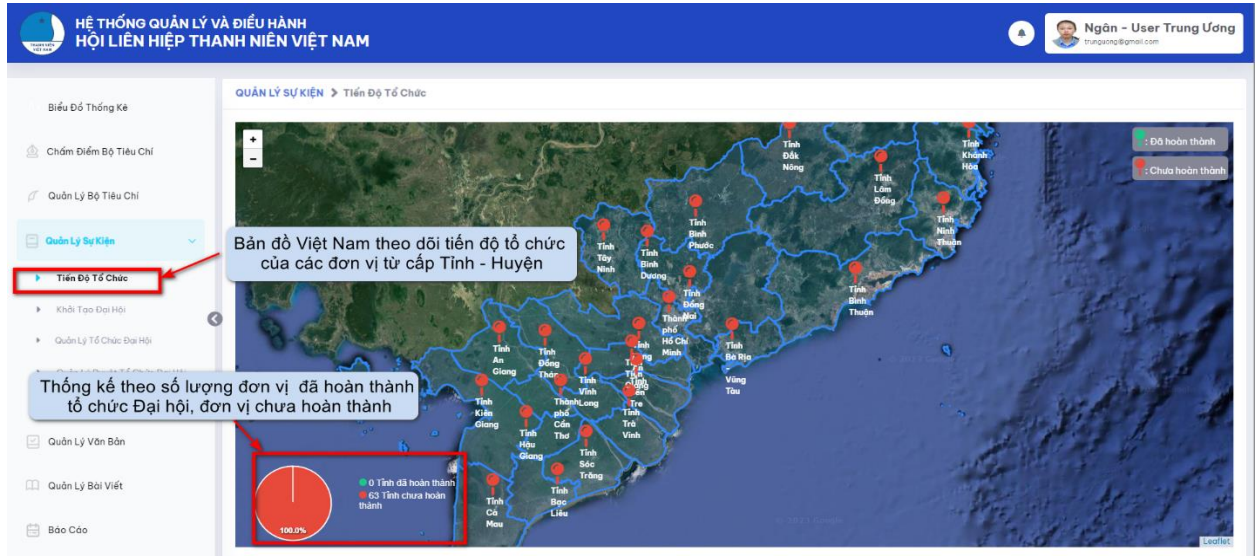 HỆ THỐNG QUẢN LÝ VÀ ĐIỀU HÀNH
HỘI LIÊN HIỆP THANH NIÊN VIỆT NAM
Ngân - User Trung Ương
trunguong@gmail.com
Biểu Đồ Thống Kê
Chấm Điểm Bộ Tiêu Chí
Quản Lý Bộ Tiêu Chí
Quản Lý Sự Kiện
Tiến Độ Tổ Chức
Khởi Tạo Đại Hội
Quản Lý Tổ Chức Đại Hội
Quản Lý Văn Bản
Quản Lý Bài Viết
Báo Cáo
QUẢN LÝ SỰ KIỆN > Tiến Độ Tổ Chức
+
-
: Đã hoàn thành
: Chưa hoàn thành
Bản đồ Việt Nam theo dõi tiến độ tổ chức
của các đơn vị từ cấp Tỉnh - Huyện
Thống kế theo số lượng đơn vị đã hoàn thành
tổ chức Đại hội, đơn vị chưa hoàn thành
Tỉnh
Đắk
Nông
Tỉnh
Khánh
Hòa
Tỉnh
Lâm
Đồng
Tỉnh
Ninh
Thuận
Tỉnh
Bình
Phước
Tỉnh
Tây
Ninh
Tỉnh
Bình
Dương
Tỉnh
Đồng
Nai
Tỉnh
Bình
Thuận
Thành
phố
Hồ Chí
Minh
Tỉnh
Bà Rịa
-
Vũng
Tàu
Tỉnh
An
Giang
Tỉnh
Đồng
Tháp
Tỉnh
Vĩnh
Long
Tỉnh
Kiên
Giang
Thành
phố
Cần
Thơ
Tỉnh
Trà
Vinh
Tỉnh
Hậu
Giang
Tỉnh
Sóc
Trăng
Tỉnh
Bạc
Liêu
Tỉnh
Cà
Mau
0 Tỉnh đã hoàn thành
63 Tỉnh chưa hoàn
thành
100.0%
Leaflet